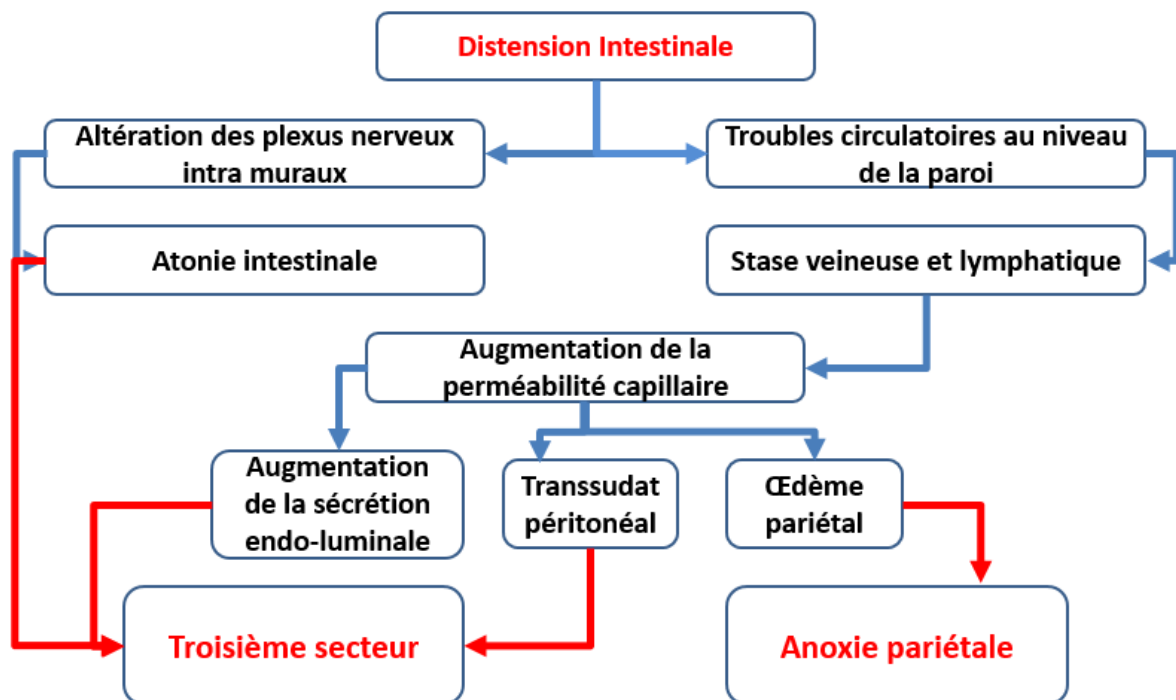 Distension Intestinale
Altération des plexus nerveux
intra muraux
Troubles circulatoires au niveau
de la paroi
Atonie intestinale
Stase veineuse et lymphatique
Augmentation de la
perméabilité capillaire
Augmentation
de la sécrétion
endo-luminale
Transsudat
péritonéal
Œdème
pariétal
Troisième secteur
Anoxie pariétale